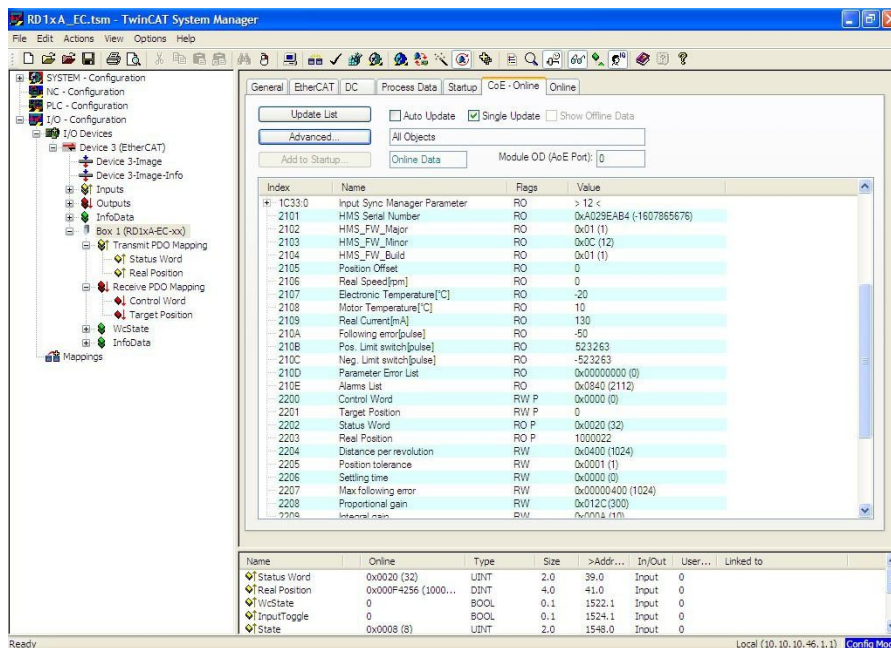 RD1xA_EC.tsm - TwinCAT System Manager
File Edit Actions View Options Help
SYSTEM - Configuration
NC - Configuration
PLC - Configuration
I/O - Configuration
I/O Devices
Device 3 (EtherCAT)
Device 3-Image
Device 3-Image-Info
Inputs
Outputs
InfoData
Box 1 (RD1xA-EC-xx)
Transmit PDO Mapping
Status Word
Real Position
Receive PDO Mapping
Control Word
Target Position
WcState
InfoData
Mappings
General EtherCAT DC Process Data Startup CoE - Online Online
Update List Auto Update Single Update Show Offline Data
Advanced... All Objects
Add to Startup... Online Data Module OD (AoE Port): 0
Index Name Flags Value
1C33:0 Input Sync Manager Parameter RO > 12 <
2101 HMS Serial Number RO 0xA029EAB4 (-1607865676)
2102 HMS_FW_Major RO 0x01 (1)
2103 HMS_FW_Minor RO 0x0C (12)
2104 HMS_FW_Build RO 0x01 (1)
2105 Position Offset RO 0
2106 Real Speed[rpm] RO 0
2107 Electronic Temperature[°C] RO -20
2108 Motor Temperature[°C] RO 10
2109 Real Current[mA] RO 130
210A Following error[pulse] RO -50
210B Pos. Limit switch[pulse] RO 523263
210C Neg. Limit switch[pulse] RO -523263
210D Parameter Error List RO 0x00000000 (0)
210E Alarms List RO 0x0840 (2112)
2200 Control Word RW P 0x0000 (0)
2201 Target Position RW P 0
2202 Status Word RO P 0x0020 (32)
2203 Real Position RO P 1000022
2204 Distance per revolution RW 0x0400 (1024)
2205 Position tolerance RW 0x0001 (1)
2206 Settling time RW 0x0000 (0)
2207 Max following error RW 0x00000400 (1024)
2208 Proportional gain RW 0x012C (300)
2209 Integral gain RW 0x000A (10)
Name Online Type Size >Addr... In/Out User... Linked to
Status Word 0x0020 (32) UINT 2.0 39.0 Input 0
Real Position 0x000F4256 (1000... DINT 4.0 41.0 Input 0
WcState 0 BOOL 0.1 1522.1 Input 0
InputToggle 0 BOOL 0.1 1524.1 Input 0
State 0x0008 (8) UINT 2.0 1548.0 Input 0
Ready Local (10.10.10.46.1.1) Config Mod